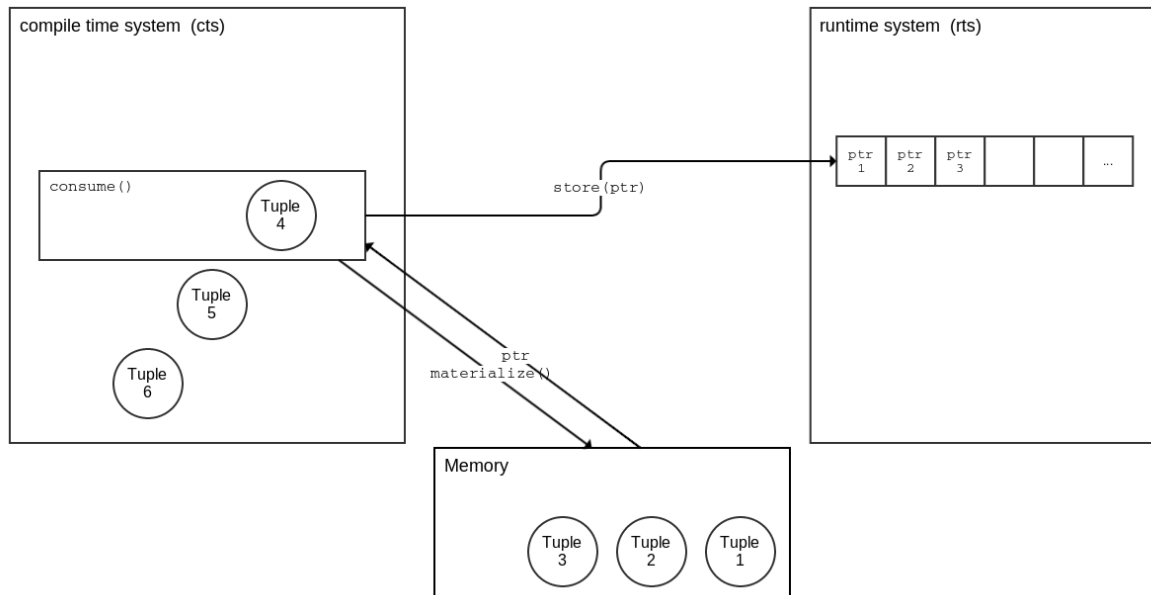 compile time system (cts)
runtime system (rts)
consume()
Tuple
4
store(ptr)
ptr
1
ptr
2
ptr
3
...
Tuple
5
Tuple
6
ptr
materialize()
Memory
Tuple
3
Tuple
2
Tuple
1